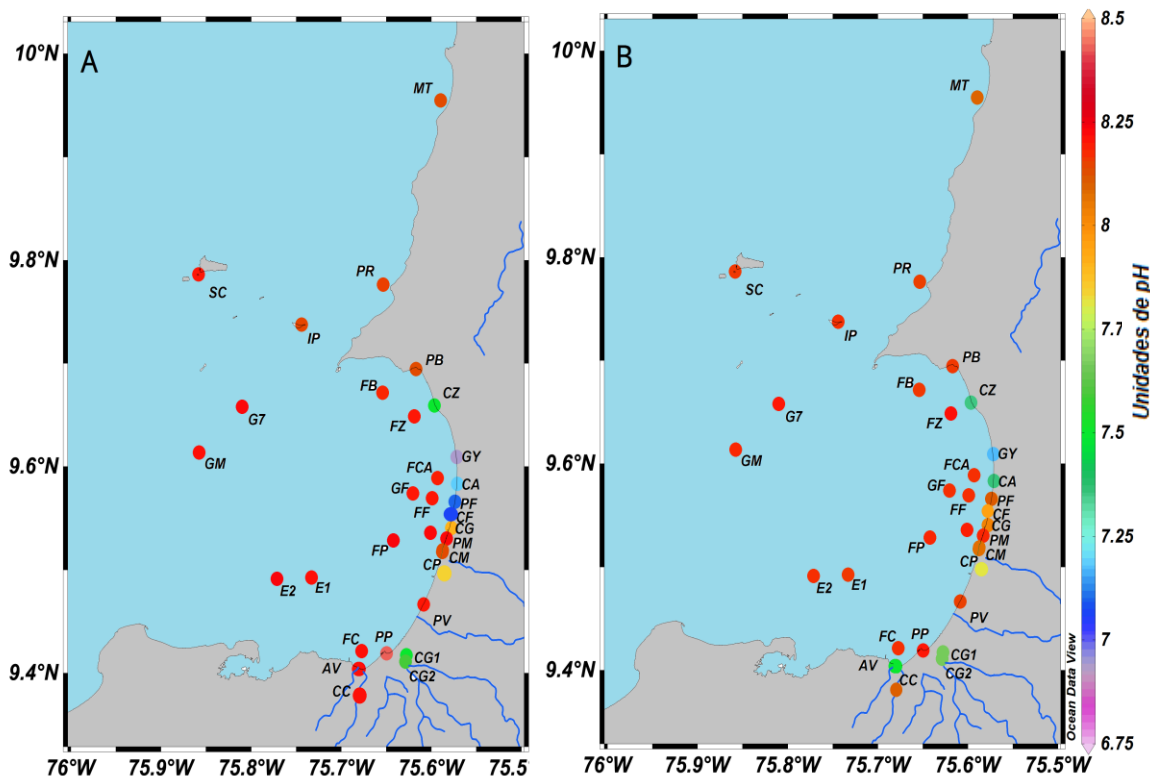 A
10°N
9.8°N
9.6°N
9.4°N
76°W
75.9°W
75.8°W
75.7°W
75.6°W
75.5
MT
PR
SC
IP
PB
FB
CZ
FZ
G7
GM
GY
FCA
CA
GF
PF
FF
CF
CG
PM
FP
CM
CP
E2
E1
PV
FC
PP
AV
CG1
CG2
CC
B
10°N
9.8°N
9.6°N
9.4°N
76°W
75.9°W
75.8°W
75.7°W
75.6°W
75.5°W
MT
PR
SC
IP
PB
FB
CZ
FZ
G7
GM
GY
FCA
CA
GF
PF
FF
CF
CG
PM
FP
CM
CP
E2
E1
PV
FC
PP
AV
CG1
CG2
CC
Ocean Data View
8.5
8.25
8
7.7
7.5
7.25
7
6.75
Unidades de pH